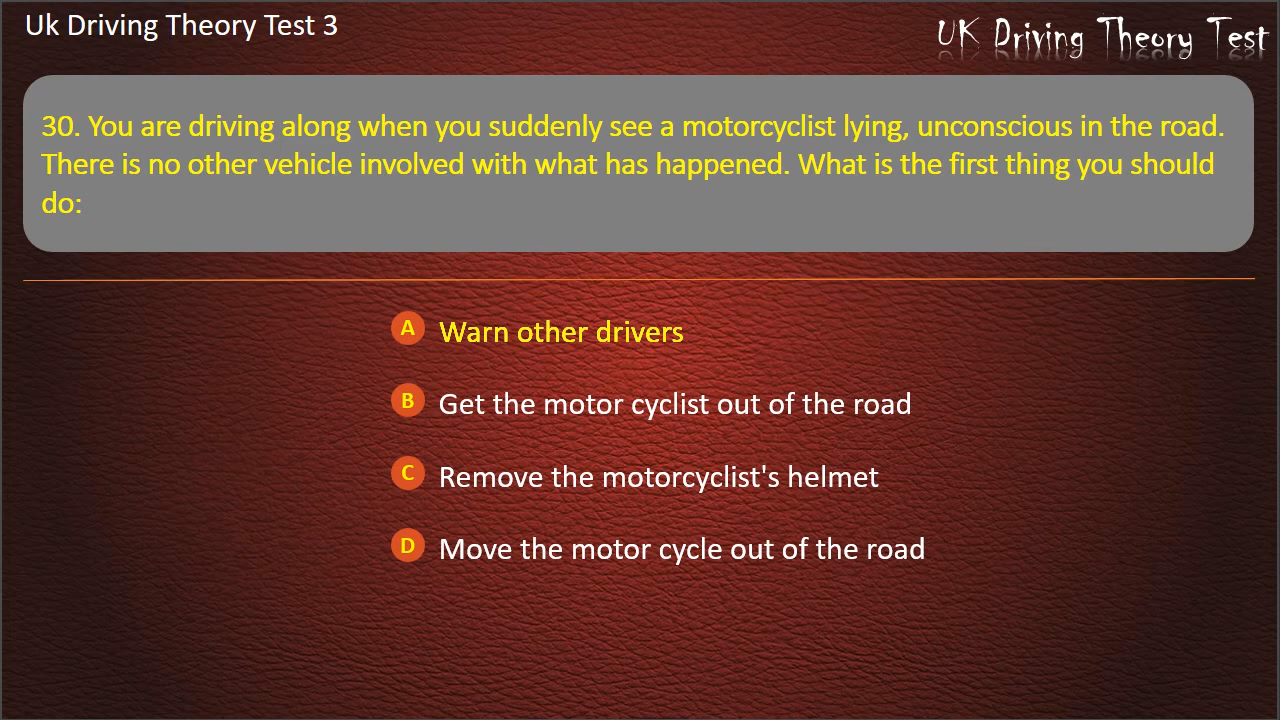 Uk Driving Theory Test 3
UK Driving Theory Test
30. You are driving along when you suddenly see a motorcyclist lying, unconscious in the road.
There is no other vehicle involved with what has happened. What is the first thing you should
do:
A Warn other drivers
B Get the motor cyclist out of the road
C Remove the motorcyclist's helmet
D Move the motor cycle out of the road